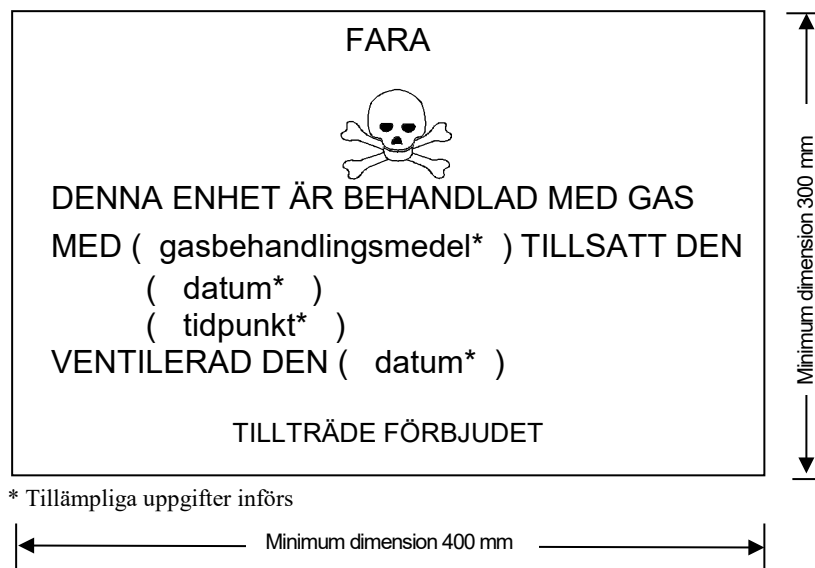 FARA
DENNA ENHET ÄR BEHANDLAD MED GAS
MED ( gasbehandlingsmedel* ) TILLSATT DEN
( datum* )
( tidpunkt* )
VENTILERAD DEN ( datum* )
TILLTRÄDE FÖRBJUDET
Minimum dimension 300 mm
* Tillämpliga uppgifter införs
Minimum dimension 400 mm